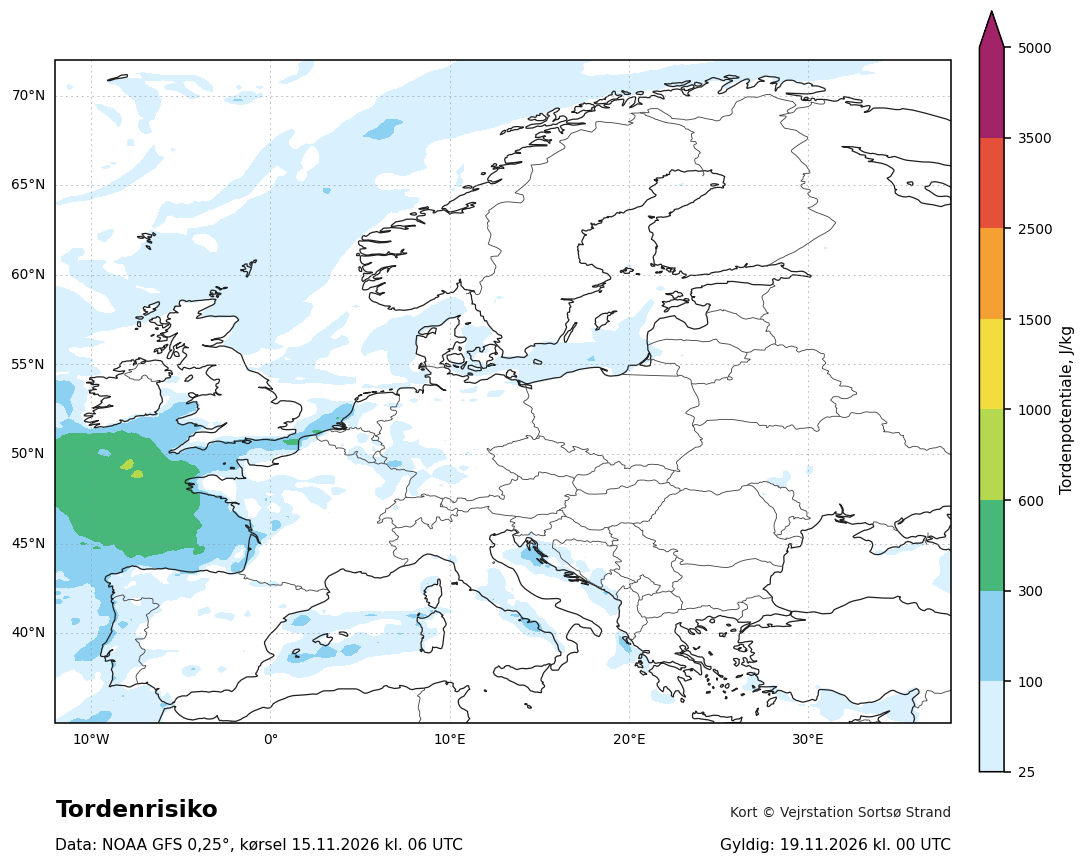 5000
3500
2500
1500
1000
600
300
100
25
Tordenpotentiale, J/kg
70°N
65°N
60°N
55°N
50°N
45°N
40°N
10°W
0°
10°E
20°E
30°E
Tordenrisiko
Kort © Vejrstation Sortsø Strand
Data: NOAA GFS 0,25°, kørsel 15.11.2026 kl. 06 UTC
Gyldig: 19.11.2026 kl. 00 UTC